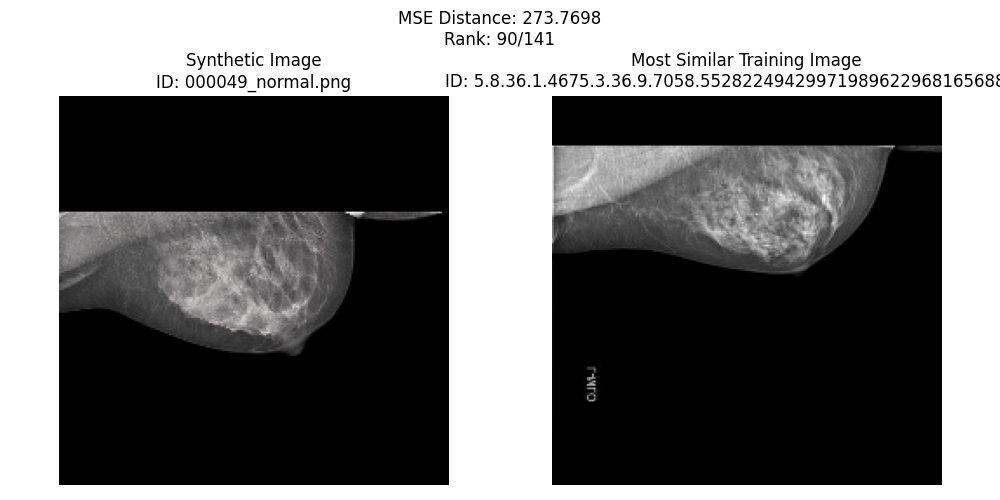 MSE Distance: 273.7698
Rank: 90/141
Synthetic Image
ID: 000049_normal.png
Most Similar Training Image
ID: 5.8.36.1.4675.3.36.9.7058.55282249429971989622968165688